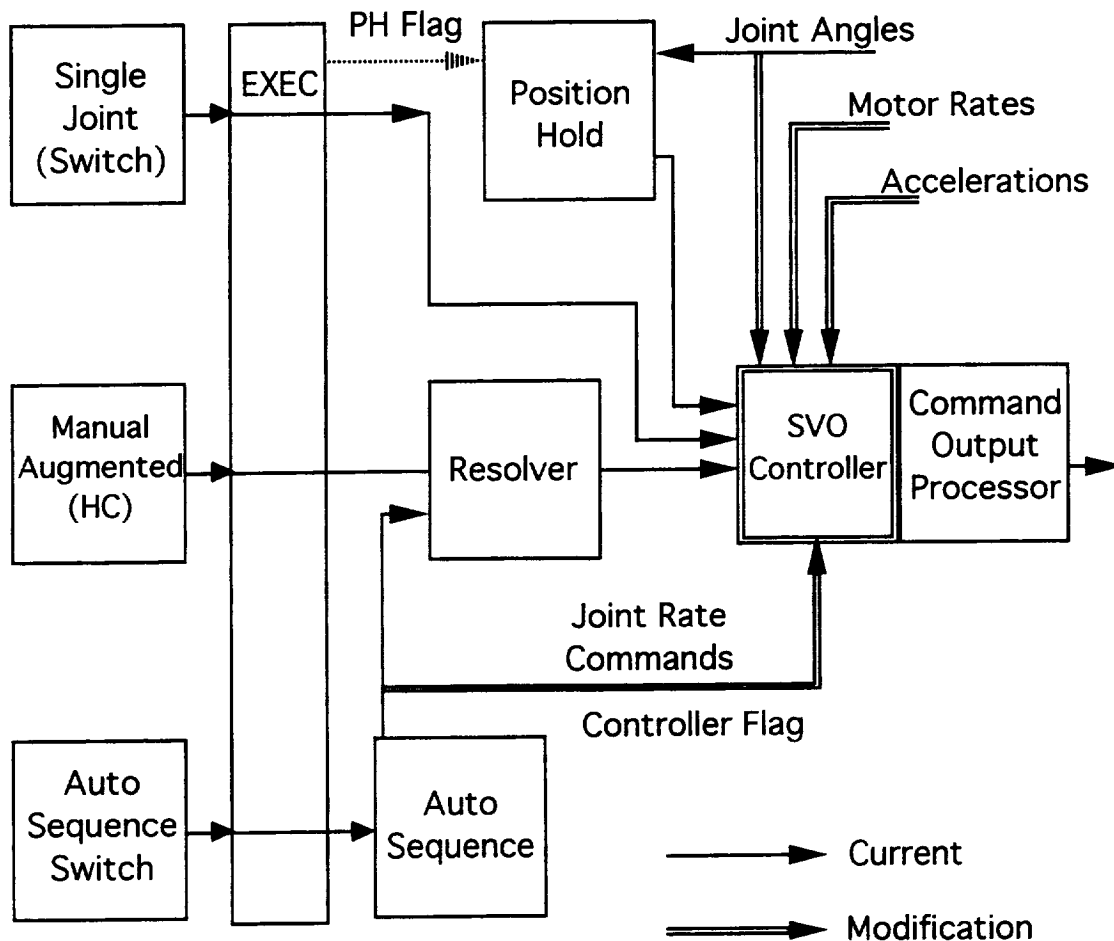 PH Flag
Joint Angles
Single
Joint
(Switch)
EXEC
Position
Hold
Motor Rates
Accelerations
Manual
Augmented
(HC)
Resolver
SVO
Controller
Command
Output
Processor
Joint Rate
Commands
Controller Flag
Auto
Sequence
Switch
Auto
Sequence
Current
Modification